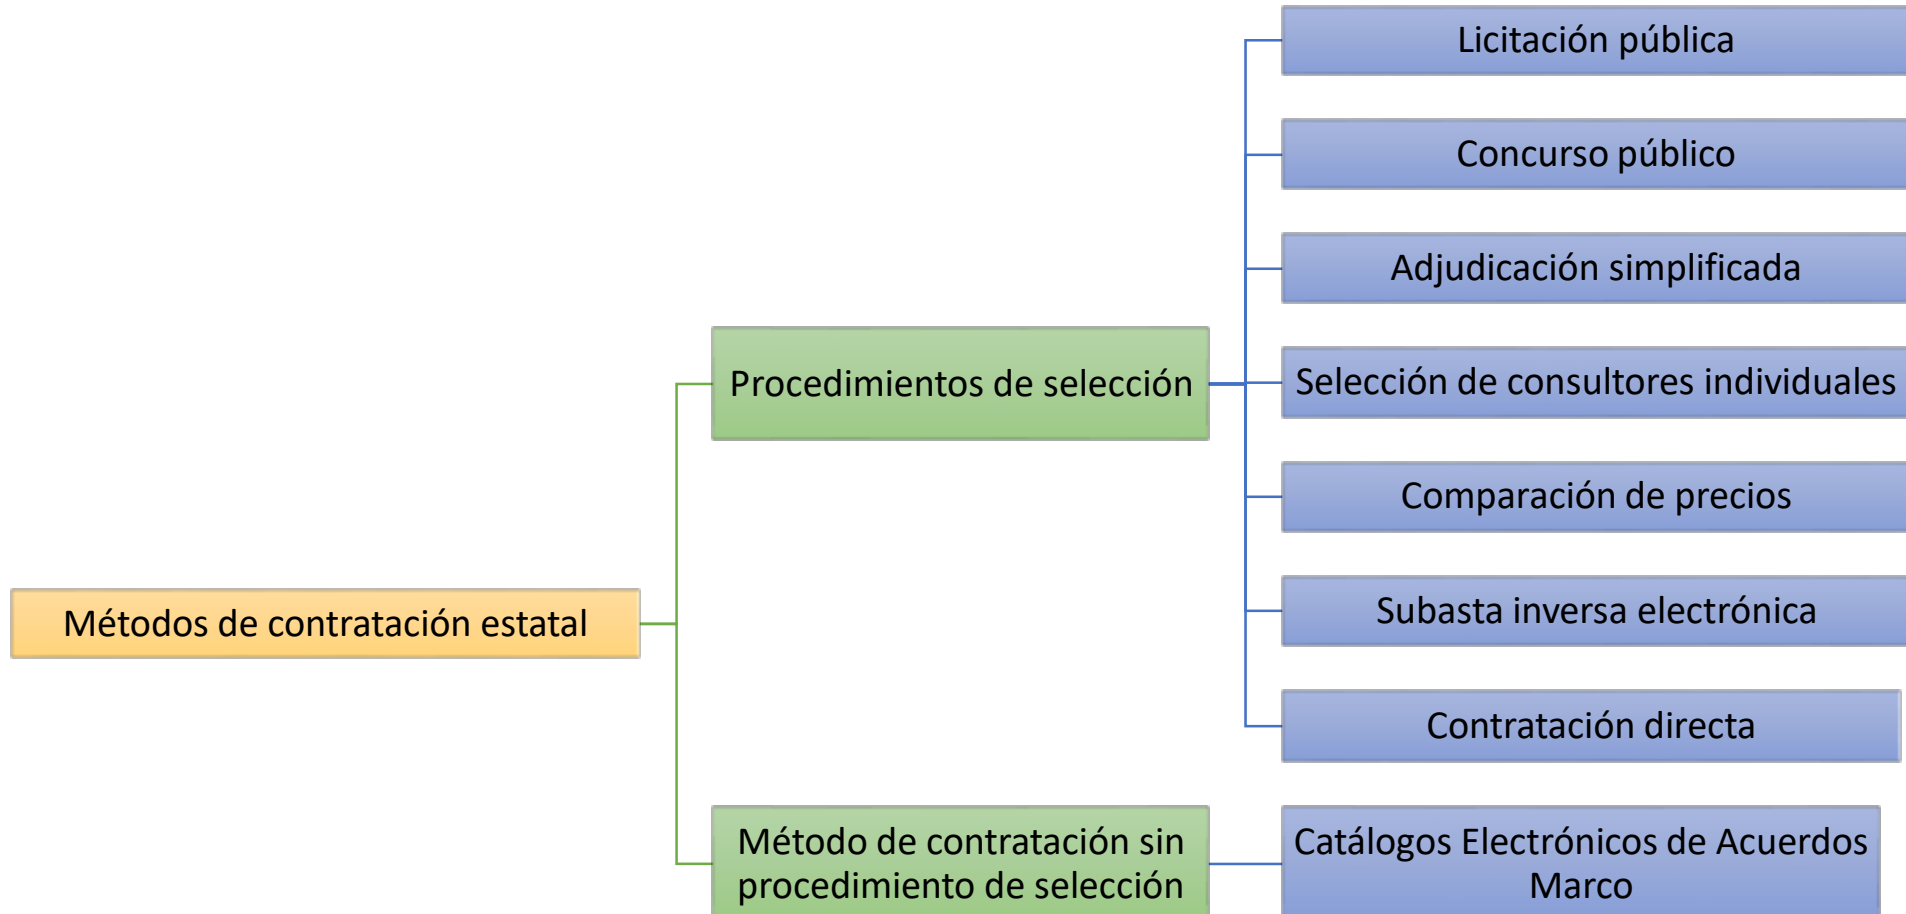 Métodos de contratación estatal
Procedimientos de selección
Licitación pública
Concurso público
Adjudicación simplificada
Selección de consultores individuales
Comparación de precios
Subasta inversa electrónica
Contratación directa
Método de contratación sin
procedimiento de selección
Catálogos Electrónicos de Acuerdos
Marco